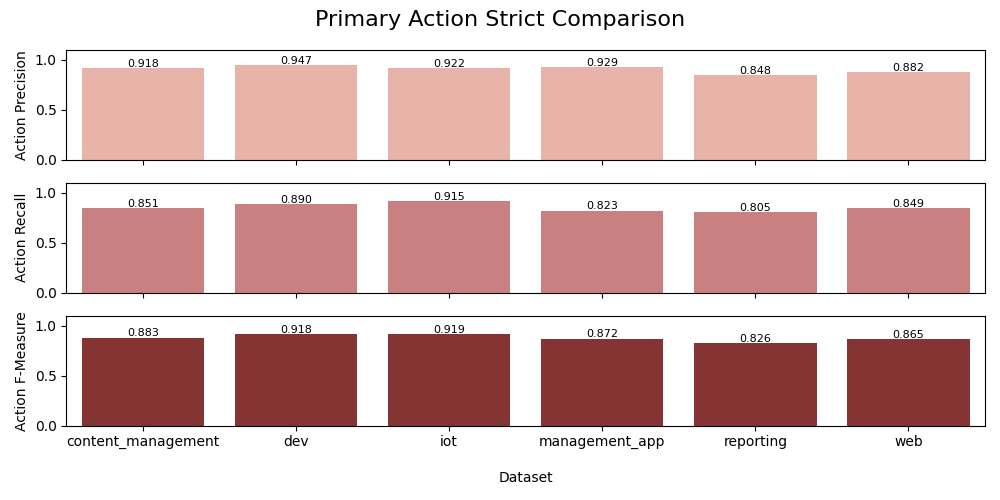 Primary Action Strict Comparison
Action Precision
1.0
0.5
0.0
0.918
0.947
0.922
0.929
0.848
0.882
Action Recall
1.0
0.5
0.0
0.851
0.890
0.915
0.823
0.805
0.849
Action F-Measure
1.0
0.5
0.0
0.883
0.918
0.919
0.872
0.826
0.865
content_management
dev
iot
management_app
reporting
web
Dataset